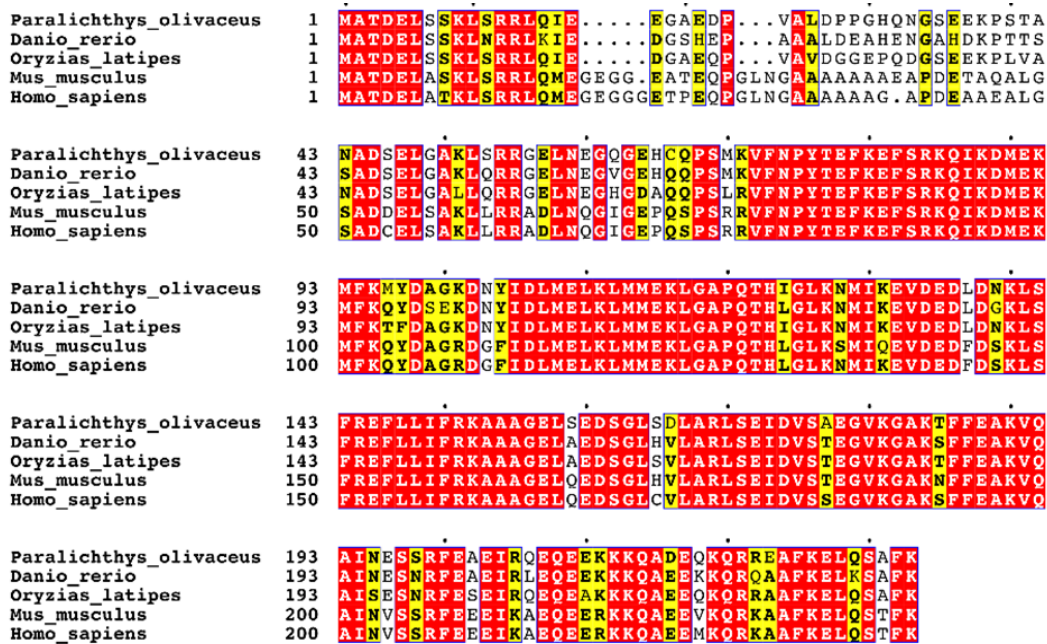 Paralichthys_olivaceus 1 MATDELSSKLSRRLQIE.....EGAEDP...VALDPPGHQNGSEEKPSTA
Danio_rerio 1 MATDELSSKLNRRLKIE.....DGSHEP...AAALDEAHENGAHDKPTTS
Oryzias_latipes 1 MATDELSSKLSRRLQIE.....DGAEQP...VAVDGGEPQDGSEEKPLVA
Mus_musculus 1 MATDELASKLSRRLQMEGEGG.EATEQPGLNGAAAAAAAEAPDETAQALG
Homo_sapiens 1 MATDELATKLSRRLQMEGEGGGETPEQPGLNGAAAAAAG.APDEAAEALG
Paralichthys_olivaceus 43 NADSELGAKLSRRGELNEGQGEHCQPSMKVFNPYTEFKEFSRKQIKDMEK
Danio_rerio 43 SADSELGAKLQRRGELNEGVGEHQQPSMKVFNPYTEFKEFSRKQIKDMEK
Oryzias_latipes 43 NADSELGALLQRRGELNEGEGHDAQQPSLRVFNPYTEFKEFSRKQIKDMEK
Mus_musculus 50 SADDELSAKLLRRADLNQGIGEPQSPSRRVFNPYTEFKEFSRKQIKDMEK
Homo_sapiens 50 SADCELSAKLLRRADLNQGIGEPQSPSRRVFNPYTEFKEFSRKQIKDMEK
Paralichthys_olivaceus 93 MFKMYDAGKDNYIDLMELKLMMEKLGAPQTHIGLKNMIKEVDEDLDNKLS
Danio_rerio 93 MFKQYDSEKDNYIDLMELKLMMEKLGAPQTHLGLKNMIKEVDEDLDGKLS
Oryzias_latipes 93 MFKTFDAGKDNYIDLMELKLMMEKLGAPQTHIGLKNMIKEVDEDLDNKLS
Mus_musculus 100 MFKQYDAGRDGFIDLMELKLMMEKLGAPQTHLGLKSMIQEVDEDFDSKLS
Homo_sapiens 100 MFKQYDAGRDGFIDLMELKLMMEKLGAPQTHLGLKNMIKEVDEDFDSKLS
Paralichthys_olivaceus 143 FREFLLIFRKAAAGELSEDSGLSDLARLSEIDVSAEGVKGAKTFFEAKVQ
Danio_rerio 143 FREFLLIFRKAAAGELAEDSGLHVLARLSEIDVSTEGVKGAKSFFEAKVQ
Oryzias_latipes 143 FREFLLIFRKAAAGELAEDSGLSVLARLSEIDVSTEGVKGAKTFFEAKVQ
Mus_musculus 150 FREFLLIFRKAAAGELQEDSGLHVLARLSEIDVSTEGVKGAKNFFEAKVQ
Homo_sapiens 150 FREFLLIFRKAAAGELQEDSGLCVLARLSEIDVSSEGVKGAKSFFEAKVQ
Paralichthys_olivaceus 193 AINESSRFEAEIRQEQEEKKKQADEQKQRREAFKELQSAFK
Danio_rerio 193 AINESNRFEAEIRLEQEEKKKQAEEKKQRQAAFKELKSAFK
Oryzias_latipes 193 AISESNRFESEIRQEQEAKKKQAEEQKQRRAAFKELQSAFK
Mus_musculus 200 AINVSSRFEEEIKAEQEERKKQAEEVKQRKAAFKELQSTFK
Homo_sapiens 200 AINVSSRFEEEIKAEQEERKKQAEEMKQRKAAFKELQSTFK